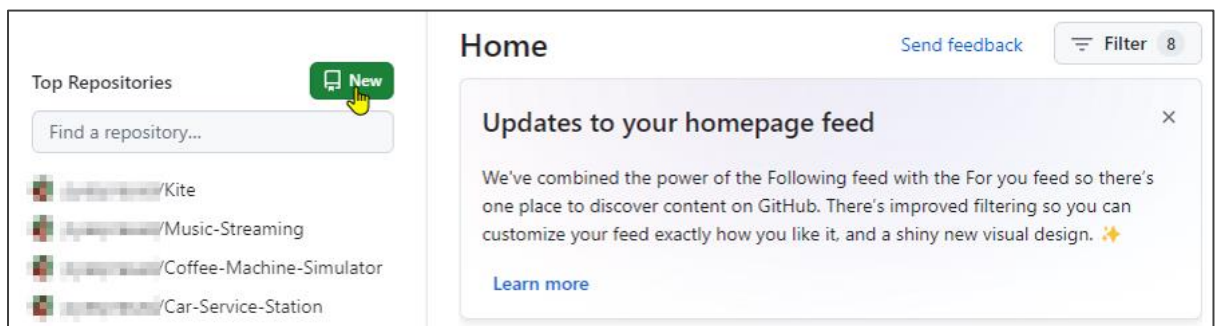 Top Repositories
New
Find a repository...
/Kite
/Music-Streaming
/Coffee-Machine-Simulator
/Car-Service-Station
Home
Send feedback
Filter 8
Updates to your homepage feed
We've combined the power of the Following feed with the For you feed so there's
one place to discover content on GitHub. There's improved filtering so you can
customize your feed exactly how you like it, and a shiny new visual design. ✨
Learn more